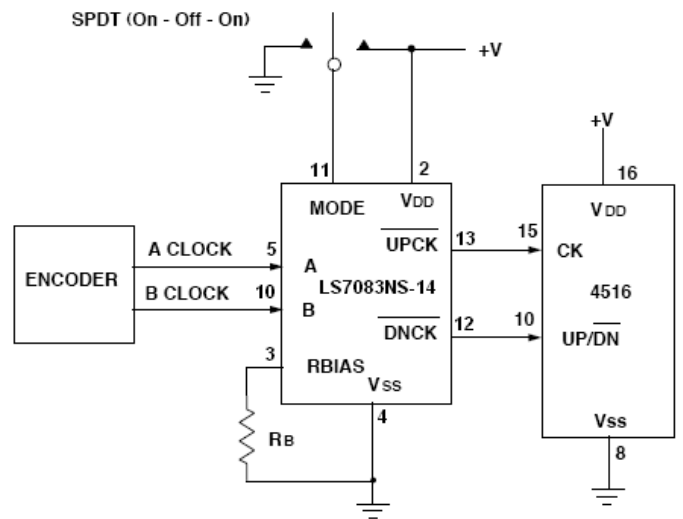 SPDT (On - Off - On)
+V
+V
11
2
16
MODE
VDD
VDD
UPCK
13
15
CK
A CLOCK
5
A
ENCODER
LS7083NS-14
4516
B CLOCK
10
B
DNCK
12
10
UP/DN
3
RBIAS
VSS
4
RB
VSS
8